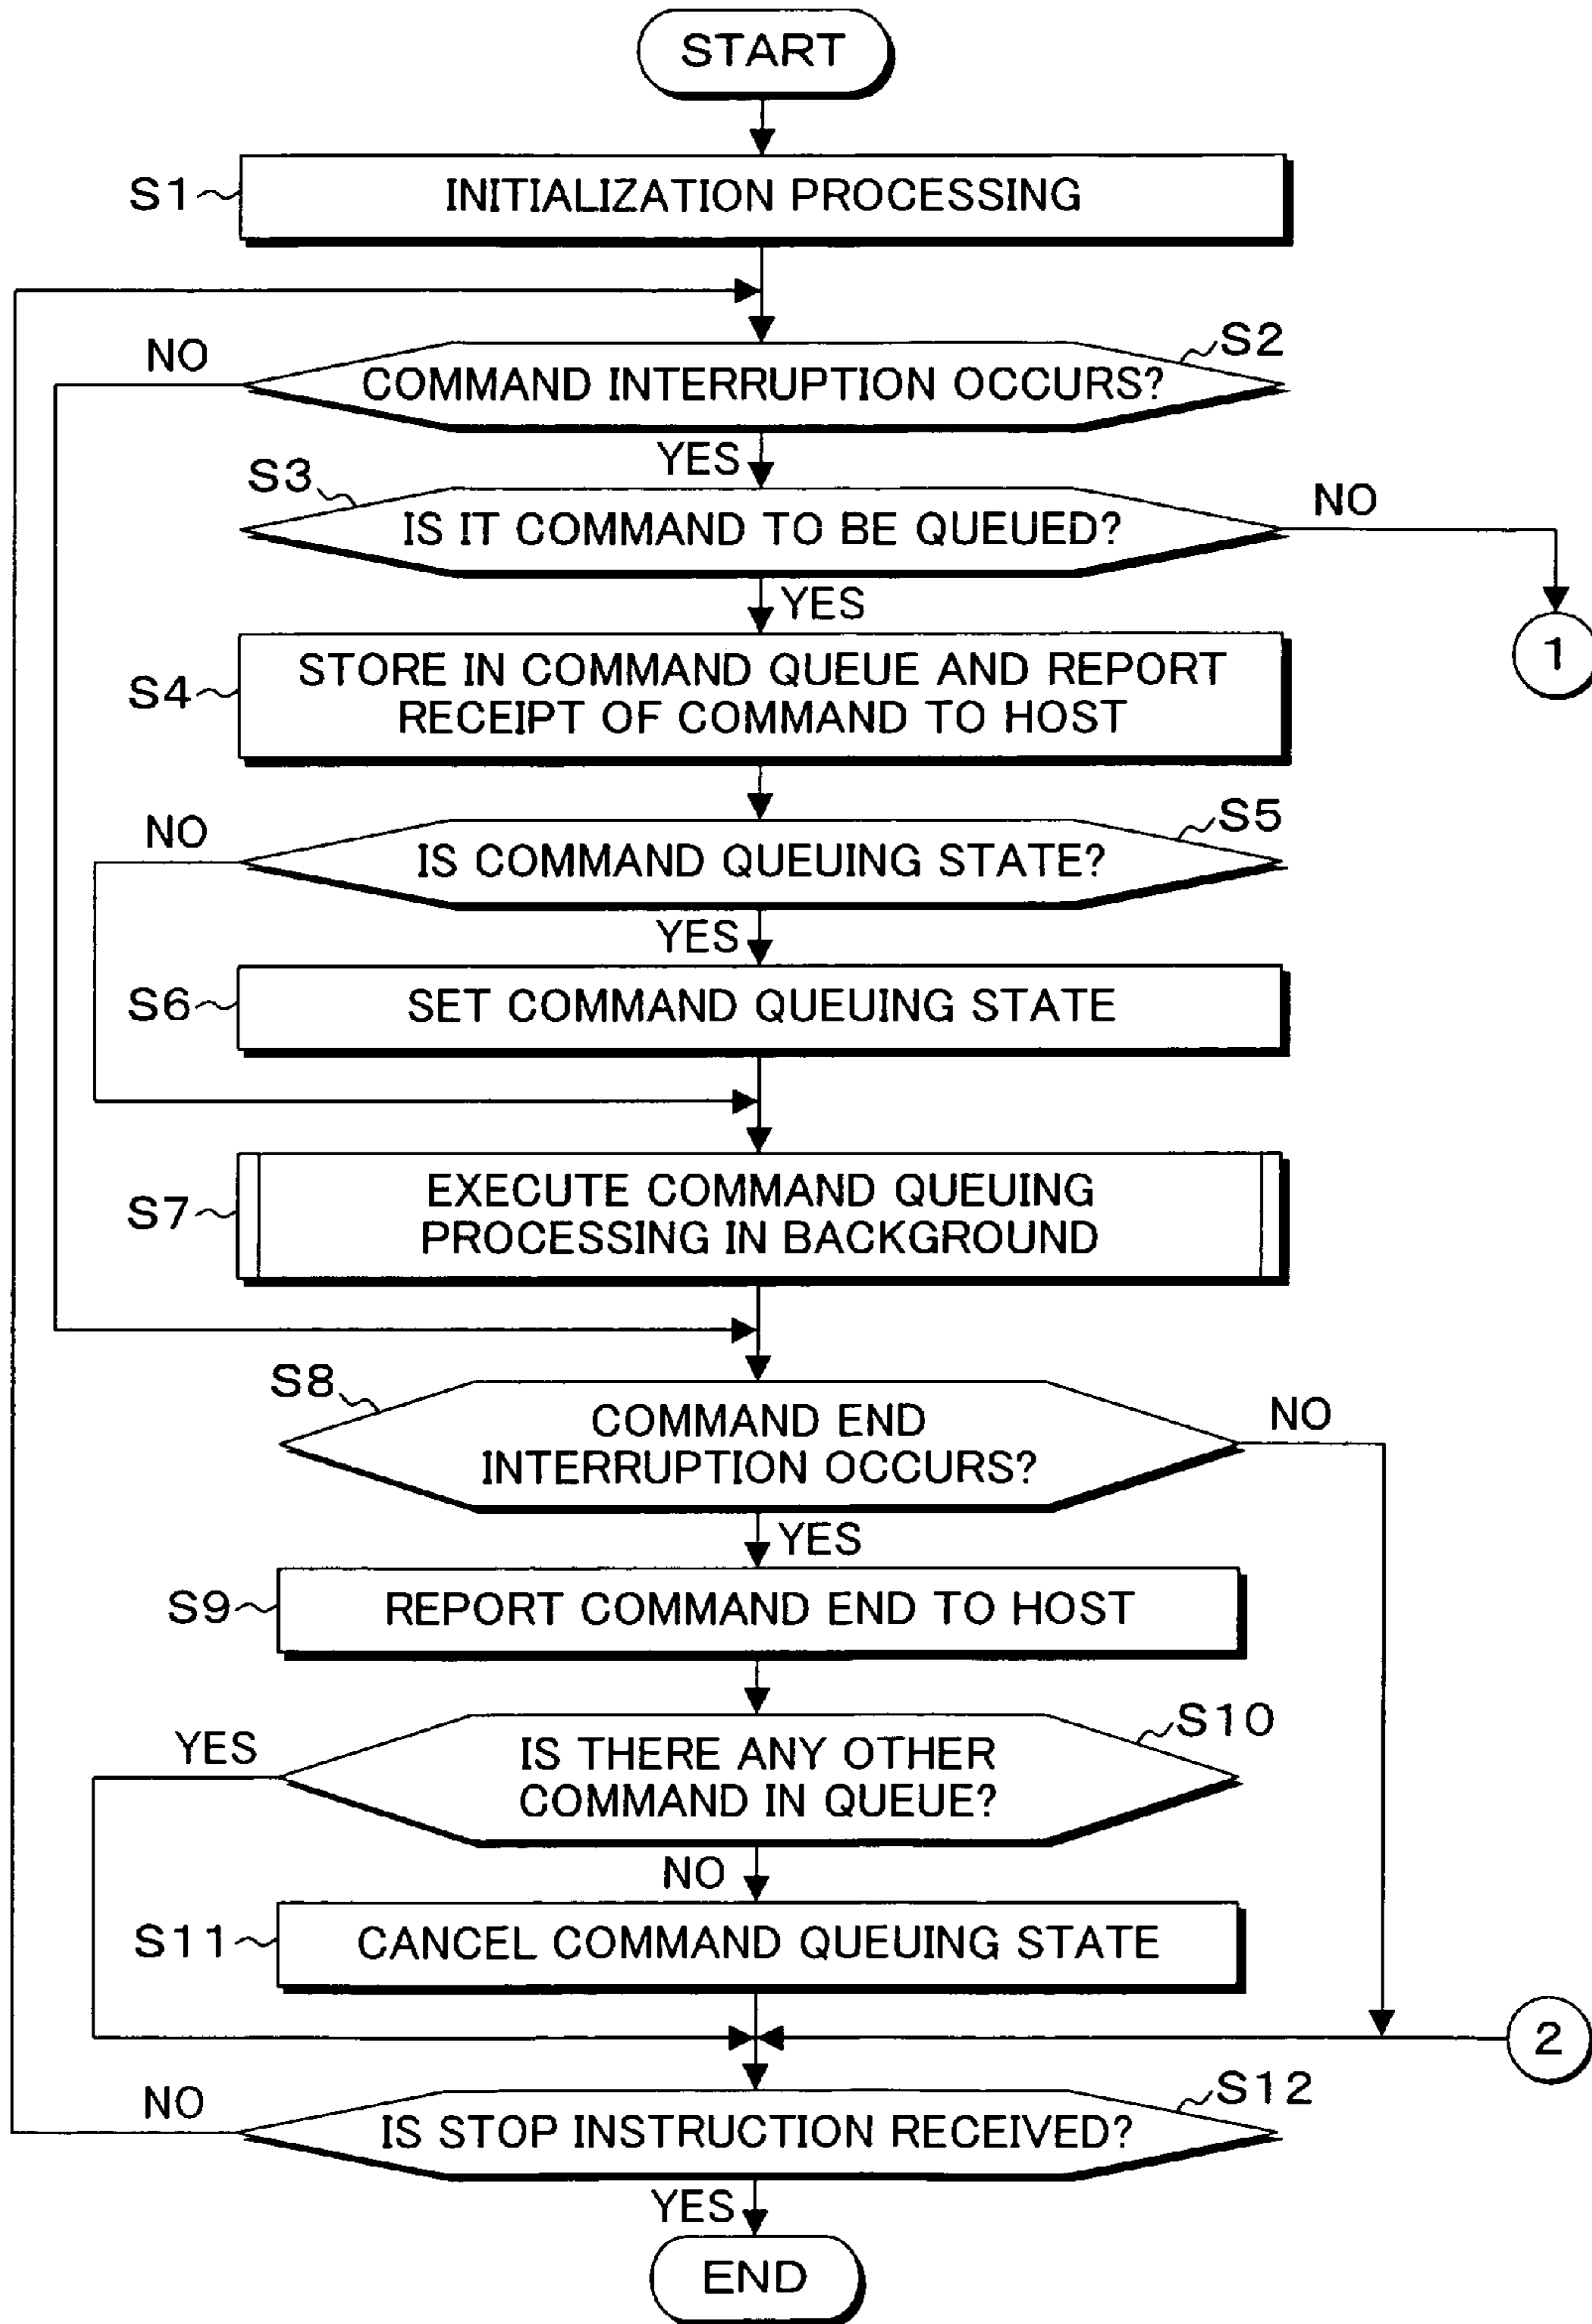 START
S1
INITIALIZATION PROCESSING
NO
S2
COMMAND INTERRUPTION OCCURS?
YES
S3
IS IT COMMAND TO BE QUEUED?
NO
YES
1
S4
STORE IN COMMAND QUEUE AND REPORT
RECEIPT OF COMMAND TO HOST
NO
S5
IS COMMAND QUEUING STATE?
YES
S6
SET COMMAND QUEUING STATE
S7
EXECUTE COMMAND QUEUING
PROCESSING IN BACKGROUND
S8
COMMAND END
INTERRUPTION OCCURS?
NO
YES
S9
REPORT COMMAND END TO HOST
YES
S10
IS THERE ANY OTHER
COMMAND IN QUEUE?
NO
S11
CANCEL COMMAND QUEUING STATE
2
NO
S12
IS STOP INSTRUCTION RECEIVED?
YES
END